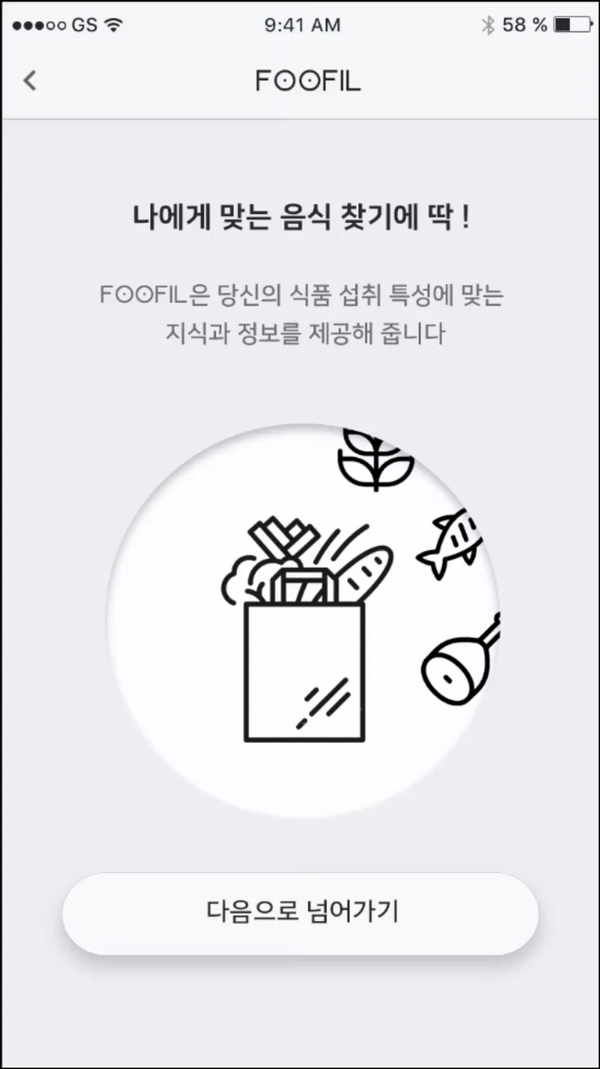 GS 9:41 AM 58 %
FOOFIL
나에게 맞는 음식 찾기에 딱 !
FOOFIL은 당신의 식품 섭취 특성에 맞는
지식과 정보를 제공해 줍니다
다음으로 넘어가기